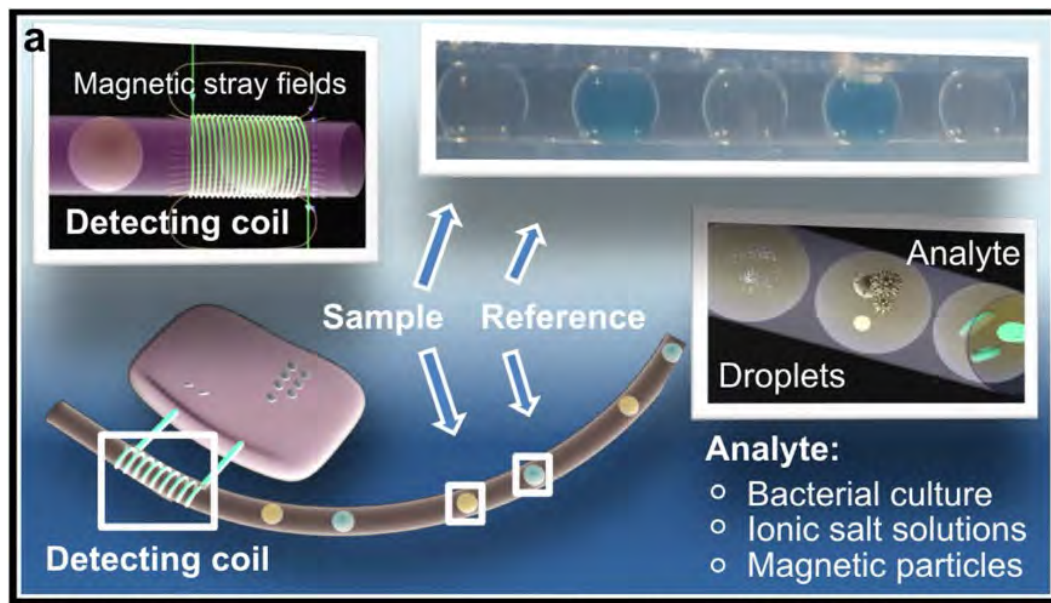 a
Magnetic stray fields
Detecting coil
Sample
Reference
Analyte
Droplets
Detecting coil
Analyte:
Bacterial culture
Ionic salt solutions
Magnetic particles